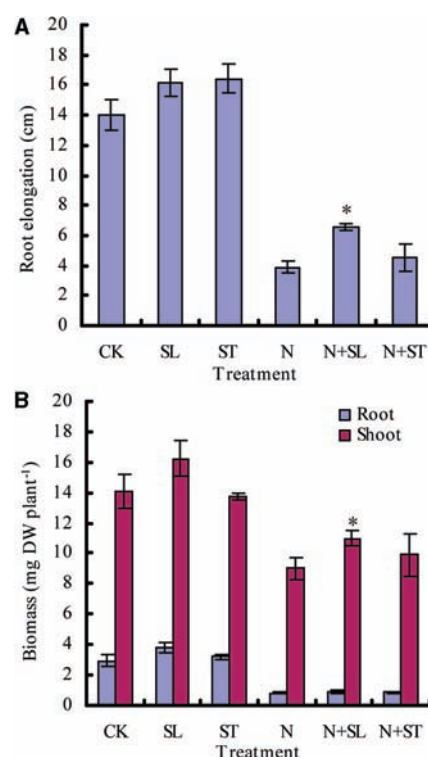 A
Root elongation (cm)
20
18
16
14
12
10
8
6
4
2
0
*
CK SL ST N N+SL N+ST
Treatment
B
Biomass (mg DW plant⁻¹)
20
18
16
14
12
10
8
6
4
2
0
Root
Shoot
*
CK SL ST N N+SL N+ST
Treatment